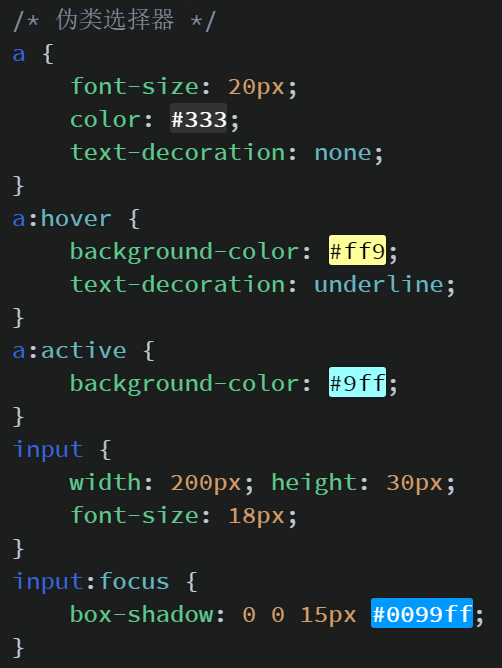 /* 伪类选择器 */
a {
    font-size: 20px;
    color: #333;
    text-decoration: none;
}
a:hover {
    background-color: #ff9;
    text-decoration: underline;
}
a:active {
    background-color: #9ff;
}
input {
    width: 200px; height: 30px;
    font-size: 18px;
}
input:focus {
    box-shadow: 0 0 15px #0099ff;
}